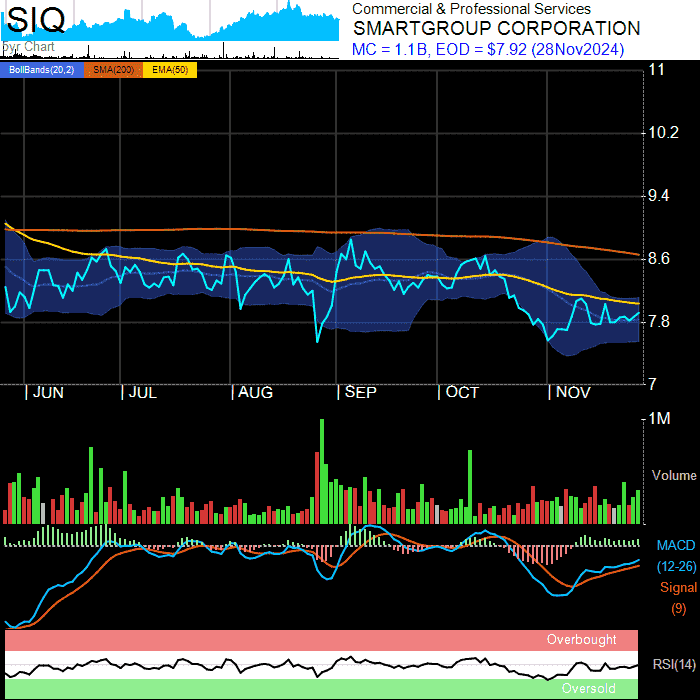 SIQ
5yr Chart
Commercial & Professional Services
SMARTGROUP CORPORATION
MC = 1.1B, EOD = $7.92 (28Nov2024)
BollBands(20,2) SMA(200) EMA(50)
11
10.2
9.4
8.6
7.8
7
JUN JUL AUG SEP OCT NOV
1M
Volume
MACD
(12-26)
Signal
(9)
Overbought
RSI(14)
Oversold